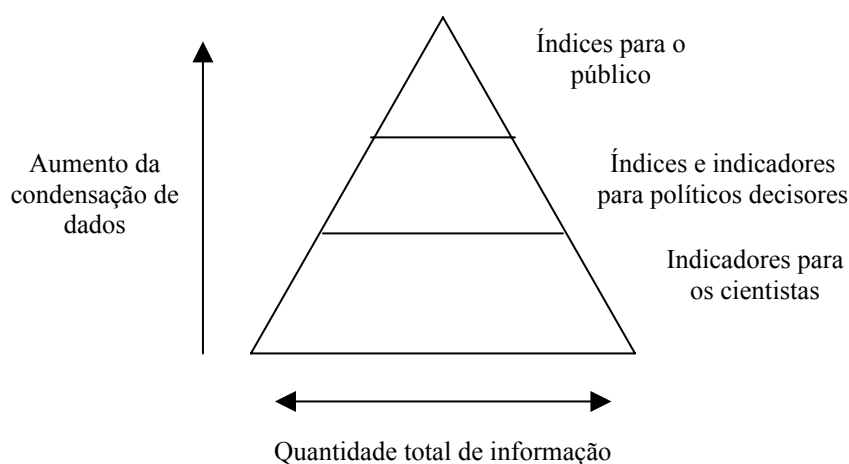 Índices para o
público
Aumento da
condensação de
dados
Índices e indicadores
para políticos decisores
Indicadores para
os cientistas
Quantidade total de informação